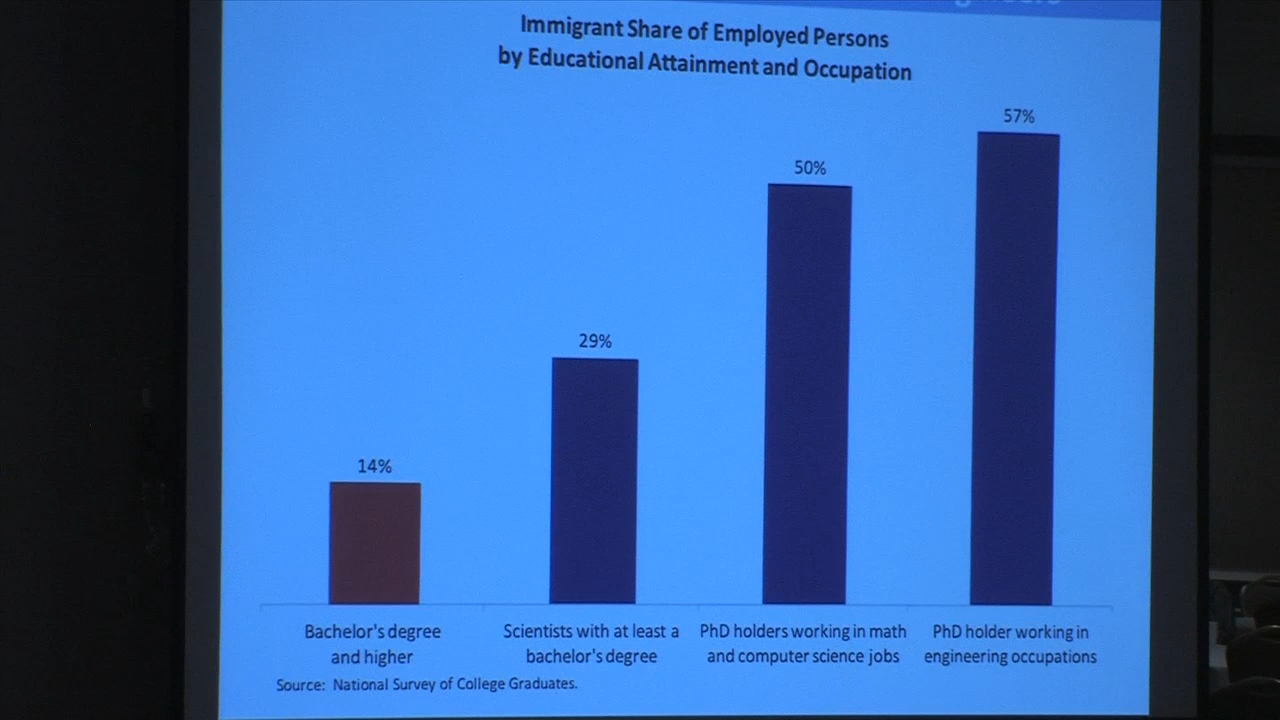 Immigrant Share of Employed Persons
by Educational Attainment and Occupation
57%
50%
29%
14%
Bachelor's degree
and higher
Scientists with at least a
bachelor's degree
PhD holders working in math
and computer science jobs
PhD holder working in
engineering occupations
Source: National Survey of College Graduates.